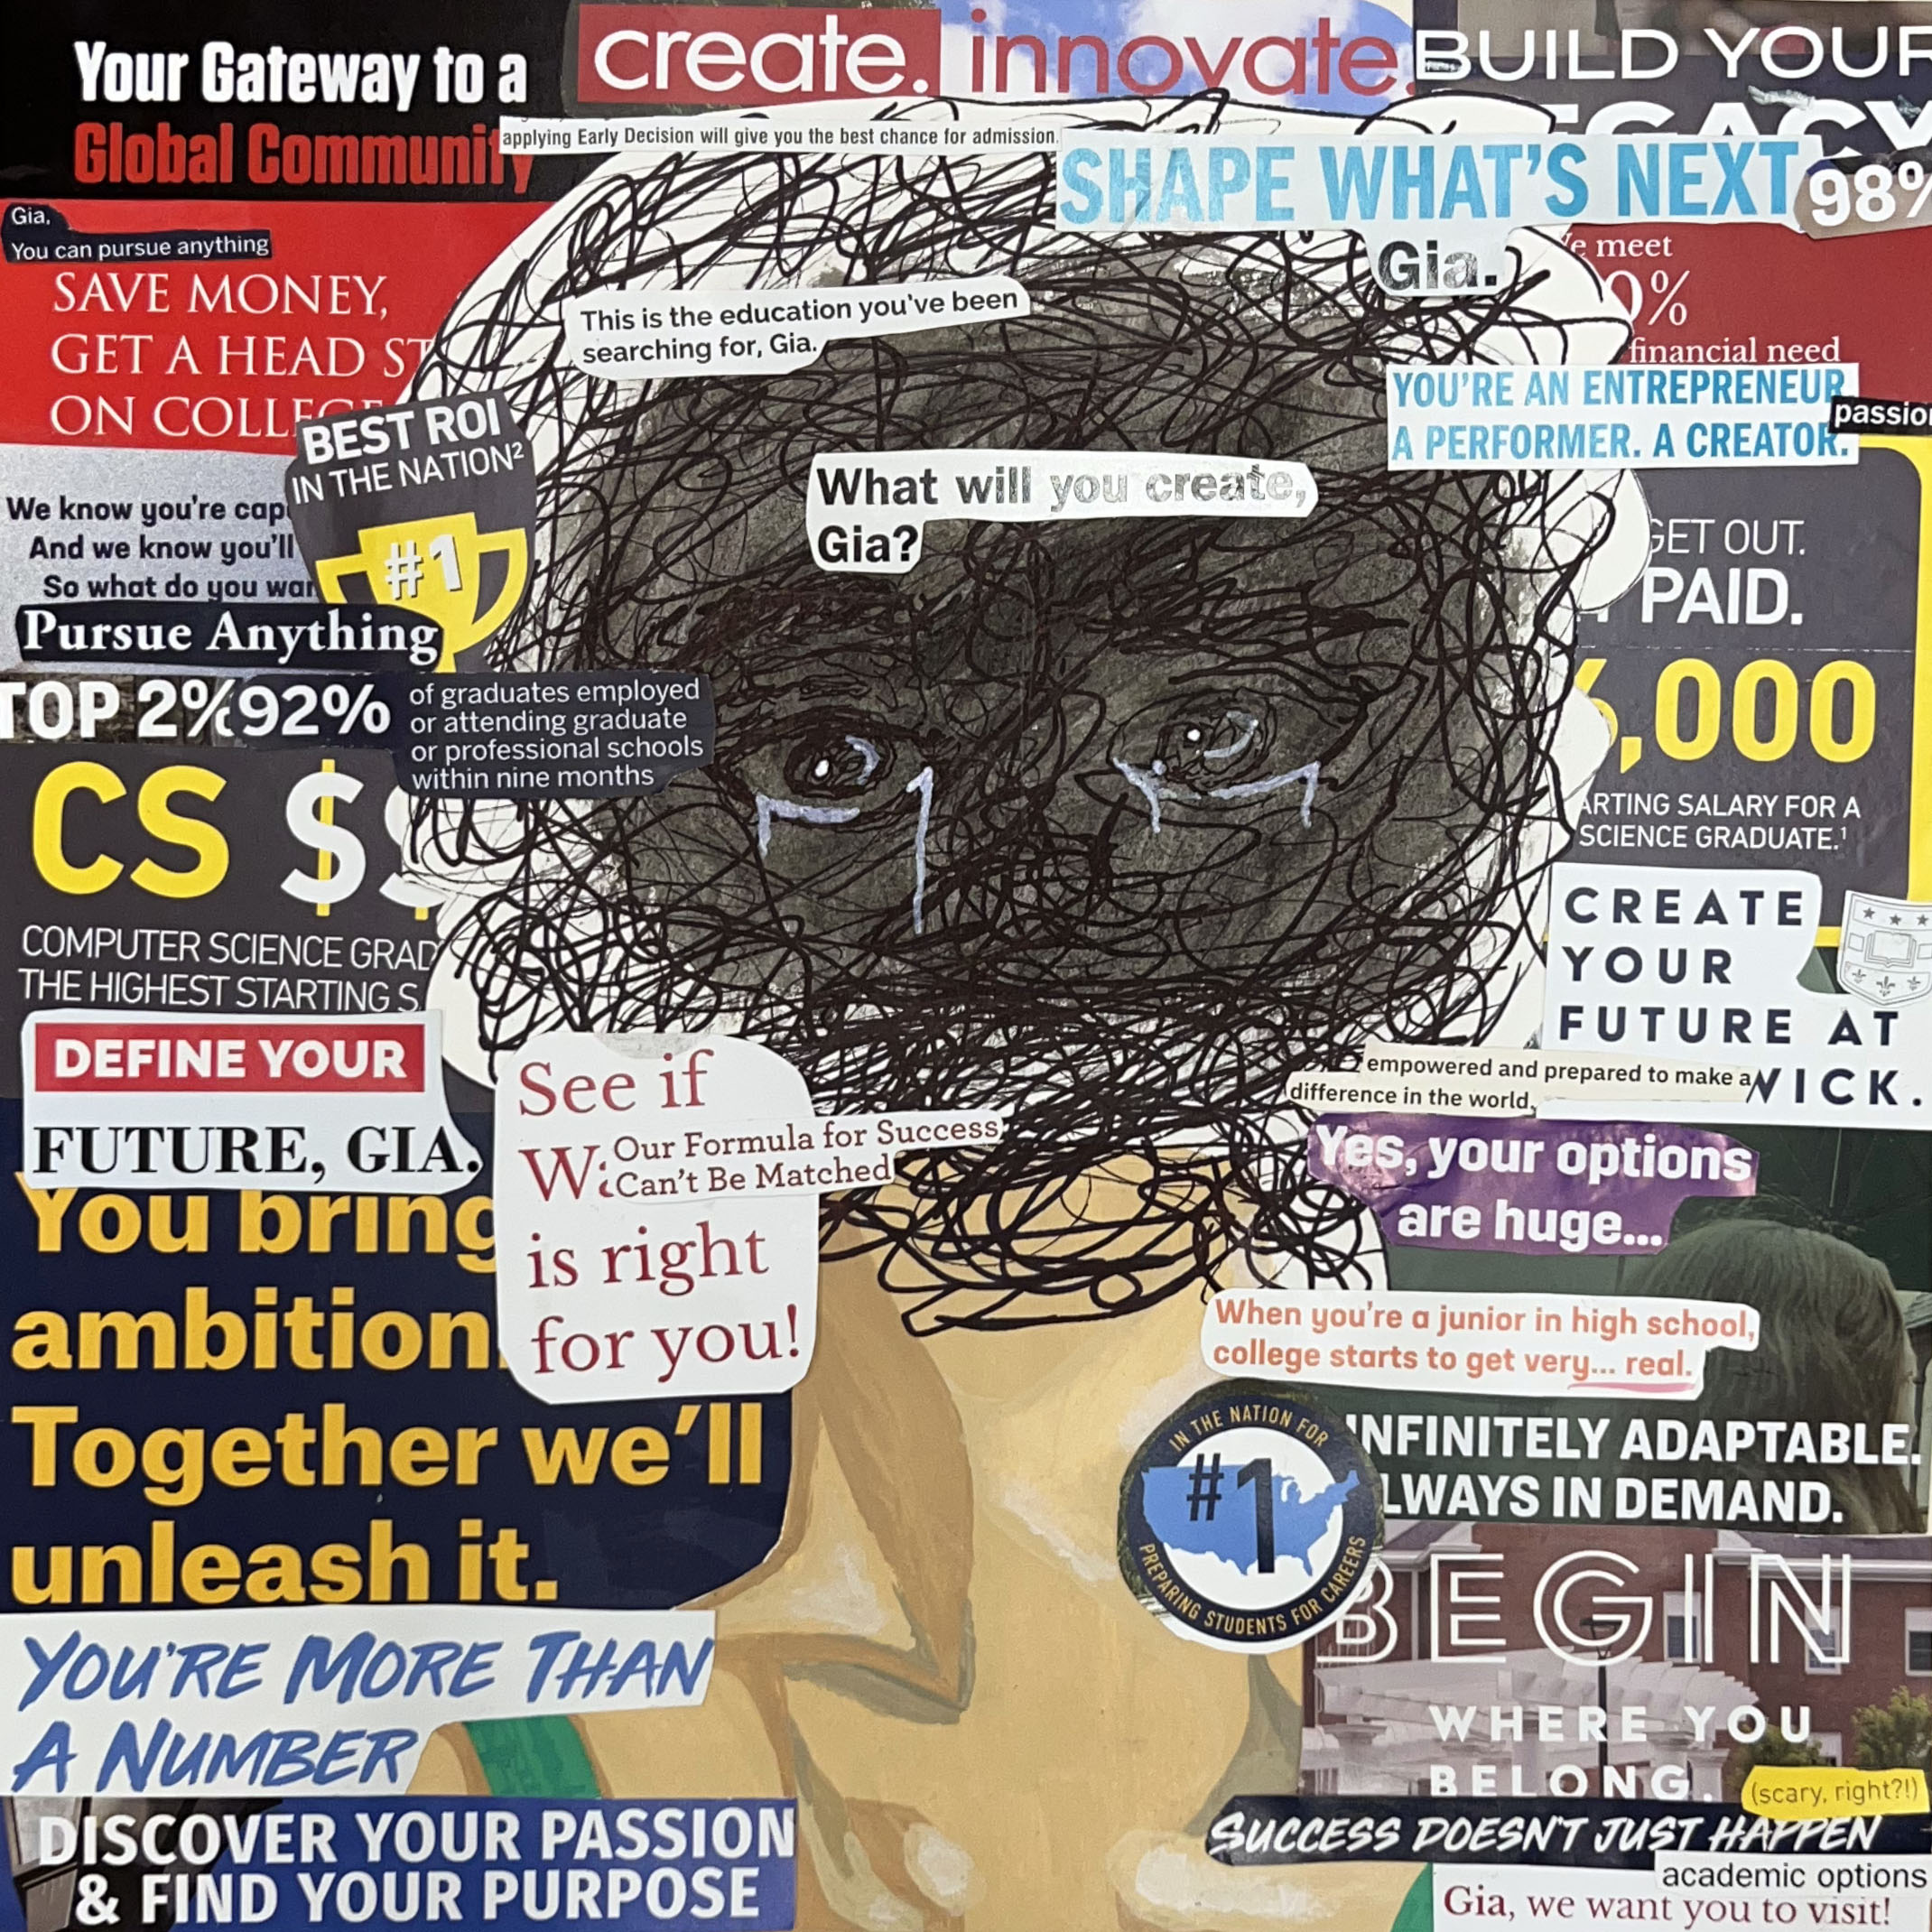 Your Gateway to a
Global Community
create. innovate.
BUILD YOUR
LEGACY
applying Early Decision will give you the best chance for admission.
SHAPE WHAT'S NEXT
Gia.
98%
Gia,
You can pursue anything
SAVE MONEY,
GET A HEAD ST
ON COLLEGE
This is the education you've been
searching for, Gia.
We meet
0%
financial need
YOU'RE AN ENTREPRENEUR
A PERFORMER. A CREATOR.
passio
BEST ROI
IN THE NATION²
#1
What will you create,
Gia?
We know you're cap
And we know you'll
So what do you wan
Pursue Anything
GET OUT.
PAID.
TOP 2%
92%
of graduates employed
or attending graduate
or professional schools
within nine months
,000
ARTING SALARY FOR A
SCIENCE GRADUATE.¹
CS $$
COMPUTER SCIENCE GRAD
THE HIGHEST STARTING S
CREATE
YOUR
FUTURE AT
WICK.
DEFINE YOUR
FUTURE, GIA.
See if
W
Our Formula for Success
Can't Be Matched
is right
for you!
empowered and prepared to make a
difference in the world.
Yes, your options
are huge...
You bring
ambition.
Together we'll
unleash it.
When you're a junior in high school,
college starts to get very... real.
#1
IN THE NATION FOR
PREPARING STUDENTS FOR CAREERS
INFINITELY ADAPTABLE.
LWAYS IN DEMAND.
BEGIN
WHERE YOU
BELONG.
YOU'RE MORE THAN
A NUMBER
(scary, right?!)
SUCCESS DOESN'T JUST HAPPEN
DISCOVER YOUR PASSION
& FIND YOUR PURPOSE
academic options
Gia, we want you to visit!